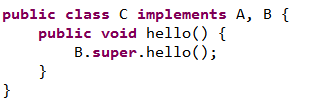 public class C implements A, B {
    public void hello() {
        B.super.hello();
    }
}